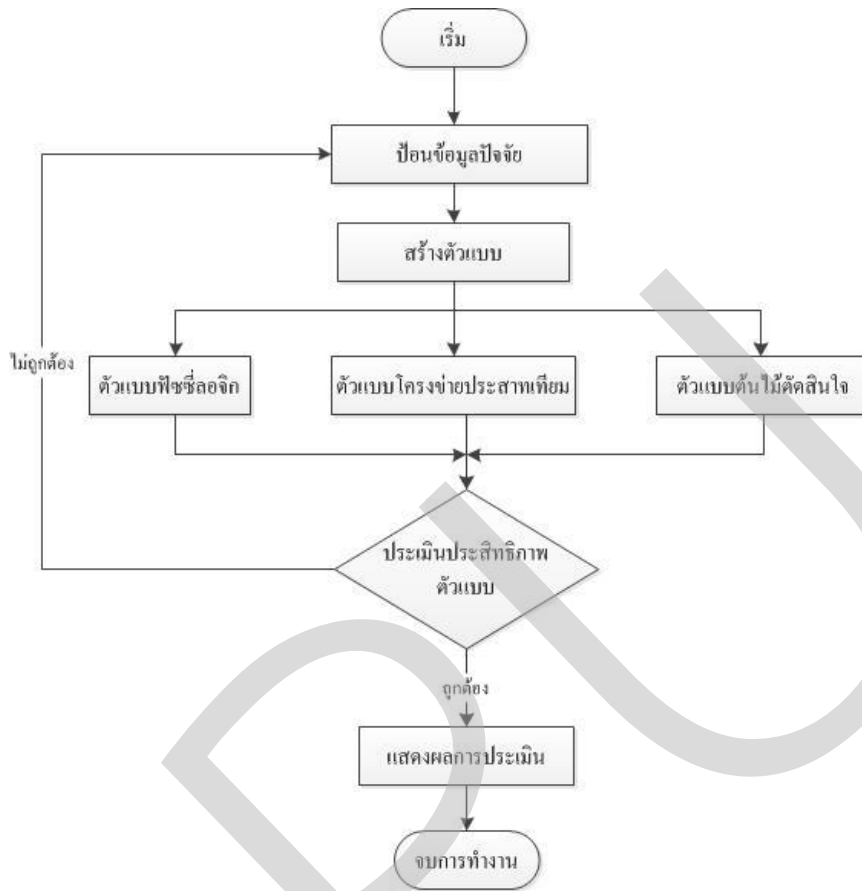 เริ่ม
ป้อนข้อมูลปัจจัย
สร้างตัวแบบ
ไม่ถูกต้อง
ตัวแบบฟัซซี่ลอจิก
ตัวแบบโครงข่ายประสาทเทียม
ตัวแบบต้นไม้ตัดสินใจ
ประเมินประสิทธิภาพ
ตัวแบบ
ถูกต้อง
แสดงผลการประเมิน
จบการทำงาน